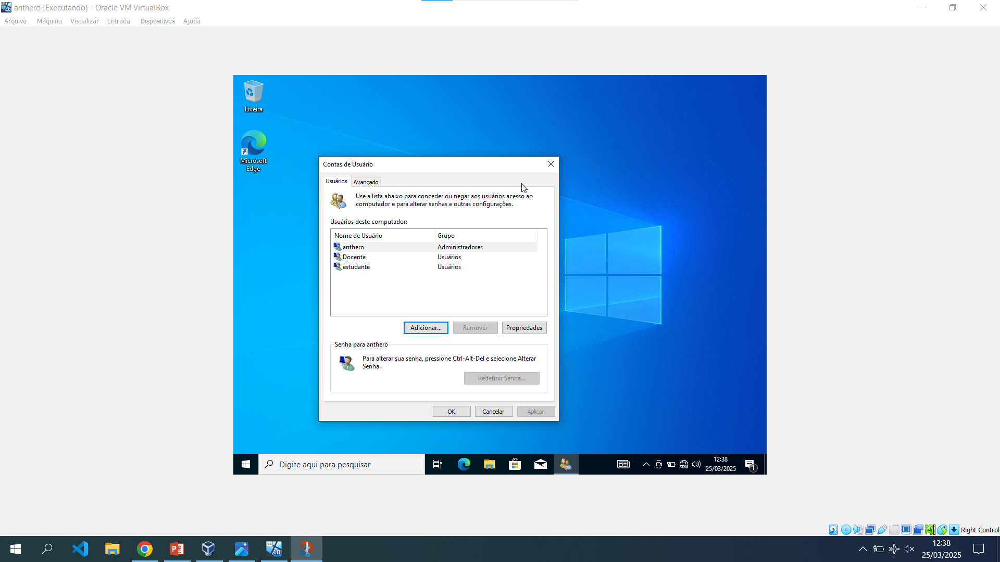 anthero [Executando] - Oracle VM VirtualBox
Arquivo Máquina Visualizar Entrada Dispositivos Ajuda
Lixeira
Microsoft
Edge
Contas de Usuário
Usuários Avançado
Use a lista abaixo para conceder ou negar aos usuários acesso ao
computador e para alterar senhas e outras configurações.
Usuários deste computador:
Nome de Usuário Grupo
anthero Administradores
Docente Usuários
estudante Usuários
Adicionar... Remover Propriedades
Senha para anthero
Para alterar sua senha, pressione Ctrl-Alt-Del e selecione Alterar
Senha.
Redefinir Senha...
OK Cancelar Aplicar
Digite aqui para pesquisar
12:38
25/03/2025
1
Right Control
64
10
12:38
25/03/2025